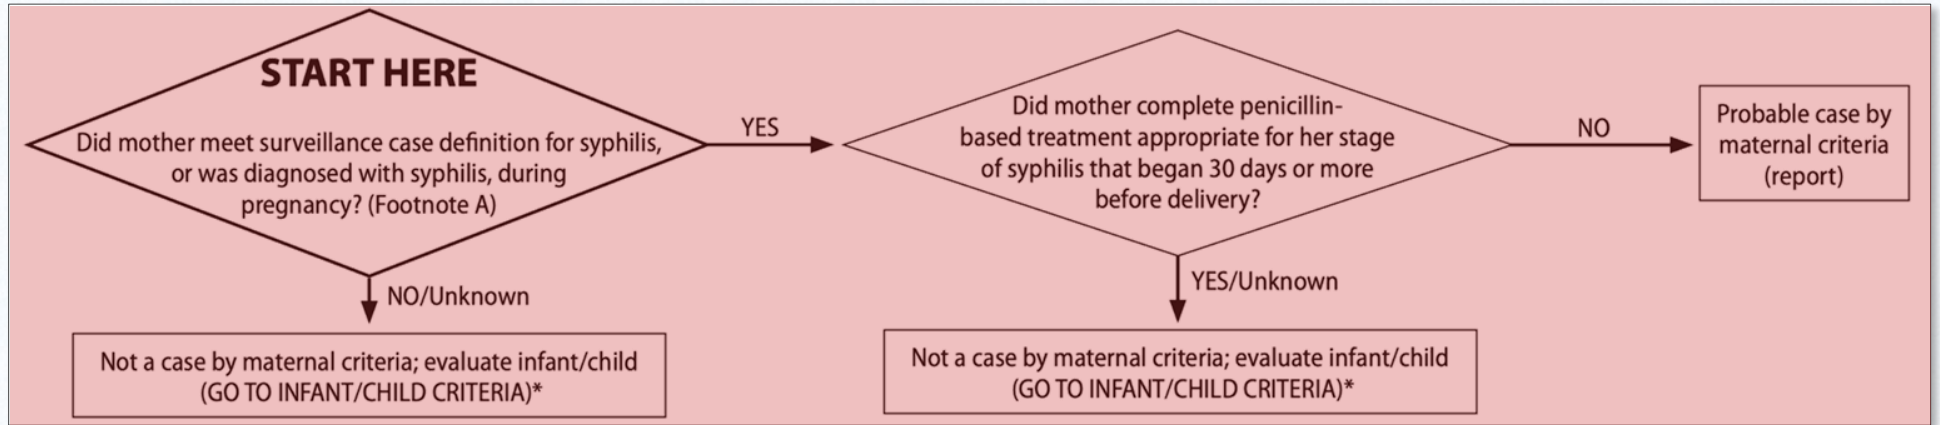 START HERE
Did mother meet surveillance case definition for syphilis,
or was diagnosed with syphilis, during
pregnancy? (Footnote A)
YES
Did mother complete penicillin-
based treatment appropriate for her stage
of syphilis that began 30 days or more
before delivery?
NO
Probable case by
maternal criteria
(report)
NO/Unknown
YES/Unknown
Not a case by maternal criteria; evaluate infant/child
(GO TO INFANT/CHILD CRITERIA)*
Not a case by maternal criteria; evaluate infant/child
(GO TO INFANT/CHILD CRITERIA)*